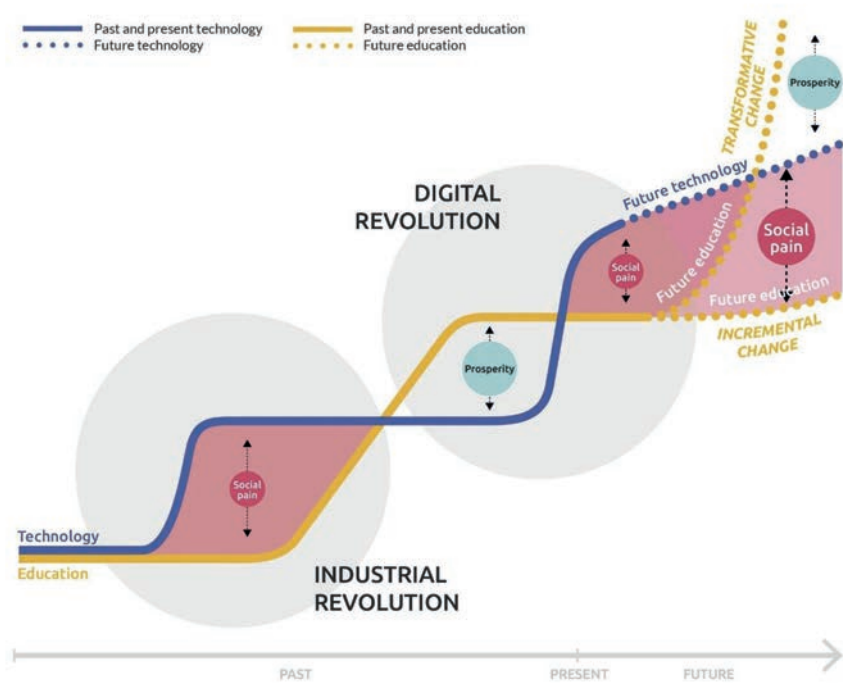 Past and present technology
Future technology
Past and present education
Future education
TRANSFORMATIVE
CHANGE
Prosperity
DIGITAL
REVOLUTION
Future technology
Social
pain
Future education
Social
pain
Future education
INCREMENTAL
CHANGE
Prosperity
Social
pain
Technology
Education
INDUSTRIAL
REVOLUTION
PAST
PRESENT
FUTURE